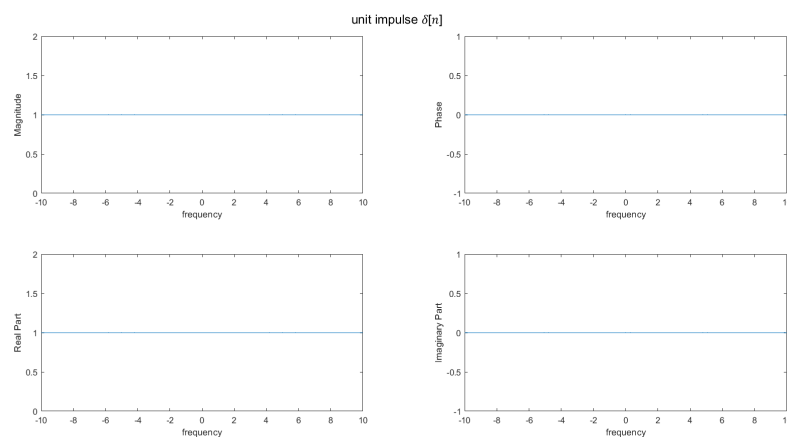 unit impulse δ[n]
2
1.5
1
0.5
0
Magnitude
-10 -8 -6 -4 -2 0 2 4 6 8 10
frequency
1
0.5
0
-0.5
-1
Phase
-10 -8 -6 -4 -2 0 2 4 6 8 1
frequency
2
1.5
1
0.5
0
Real Part
-10 -8 -6 -4 -2 0 2 4 6 8 10
frequency
1
0.5
0
-0.5
-1
Imaginary Part
-10 -8 -6 -4 -2 0 2 4 6 8 1
frequency